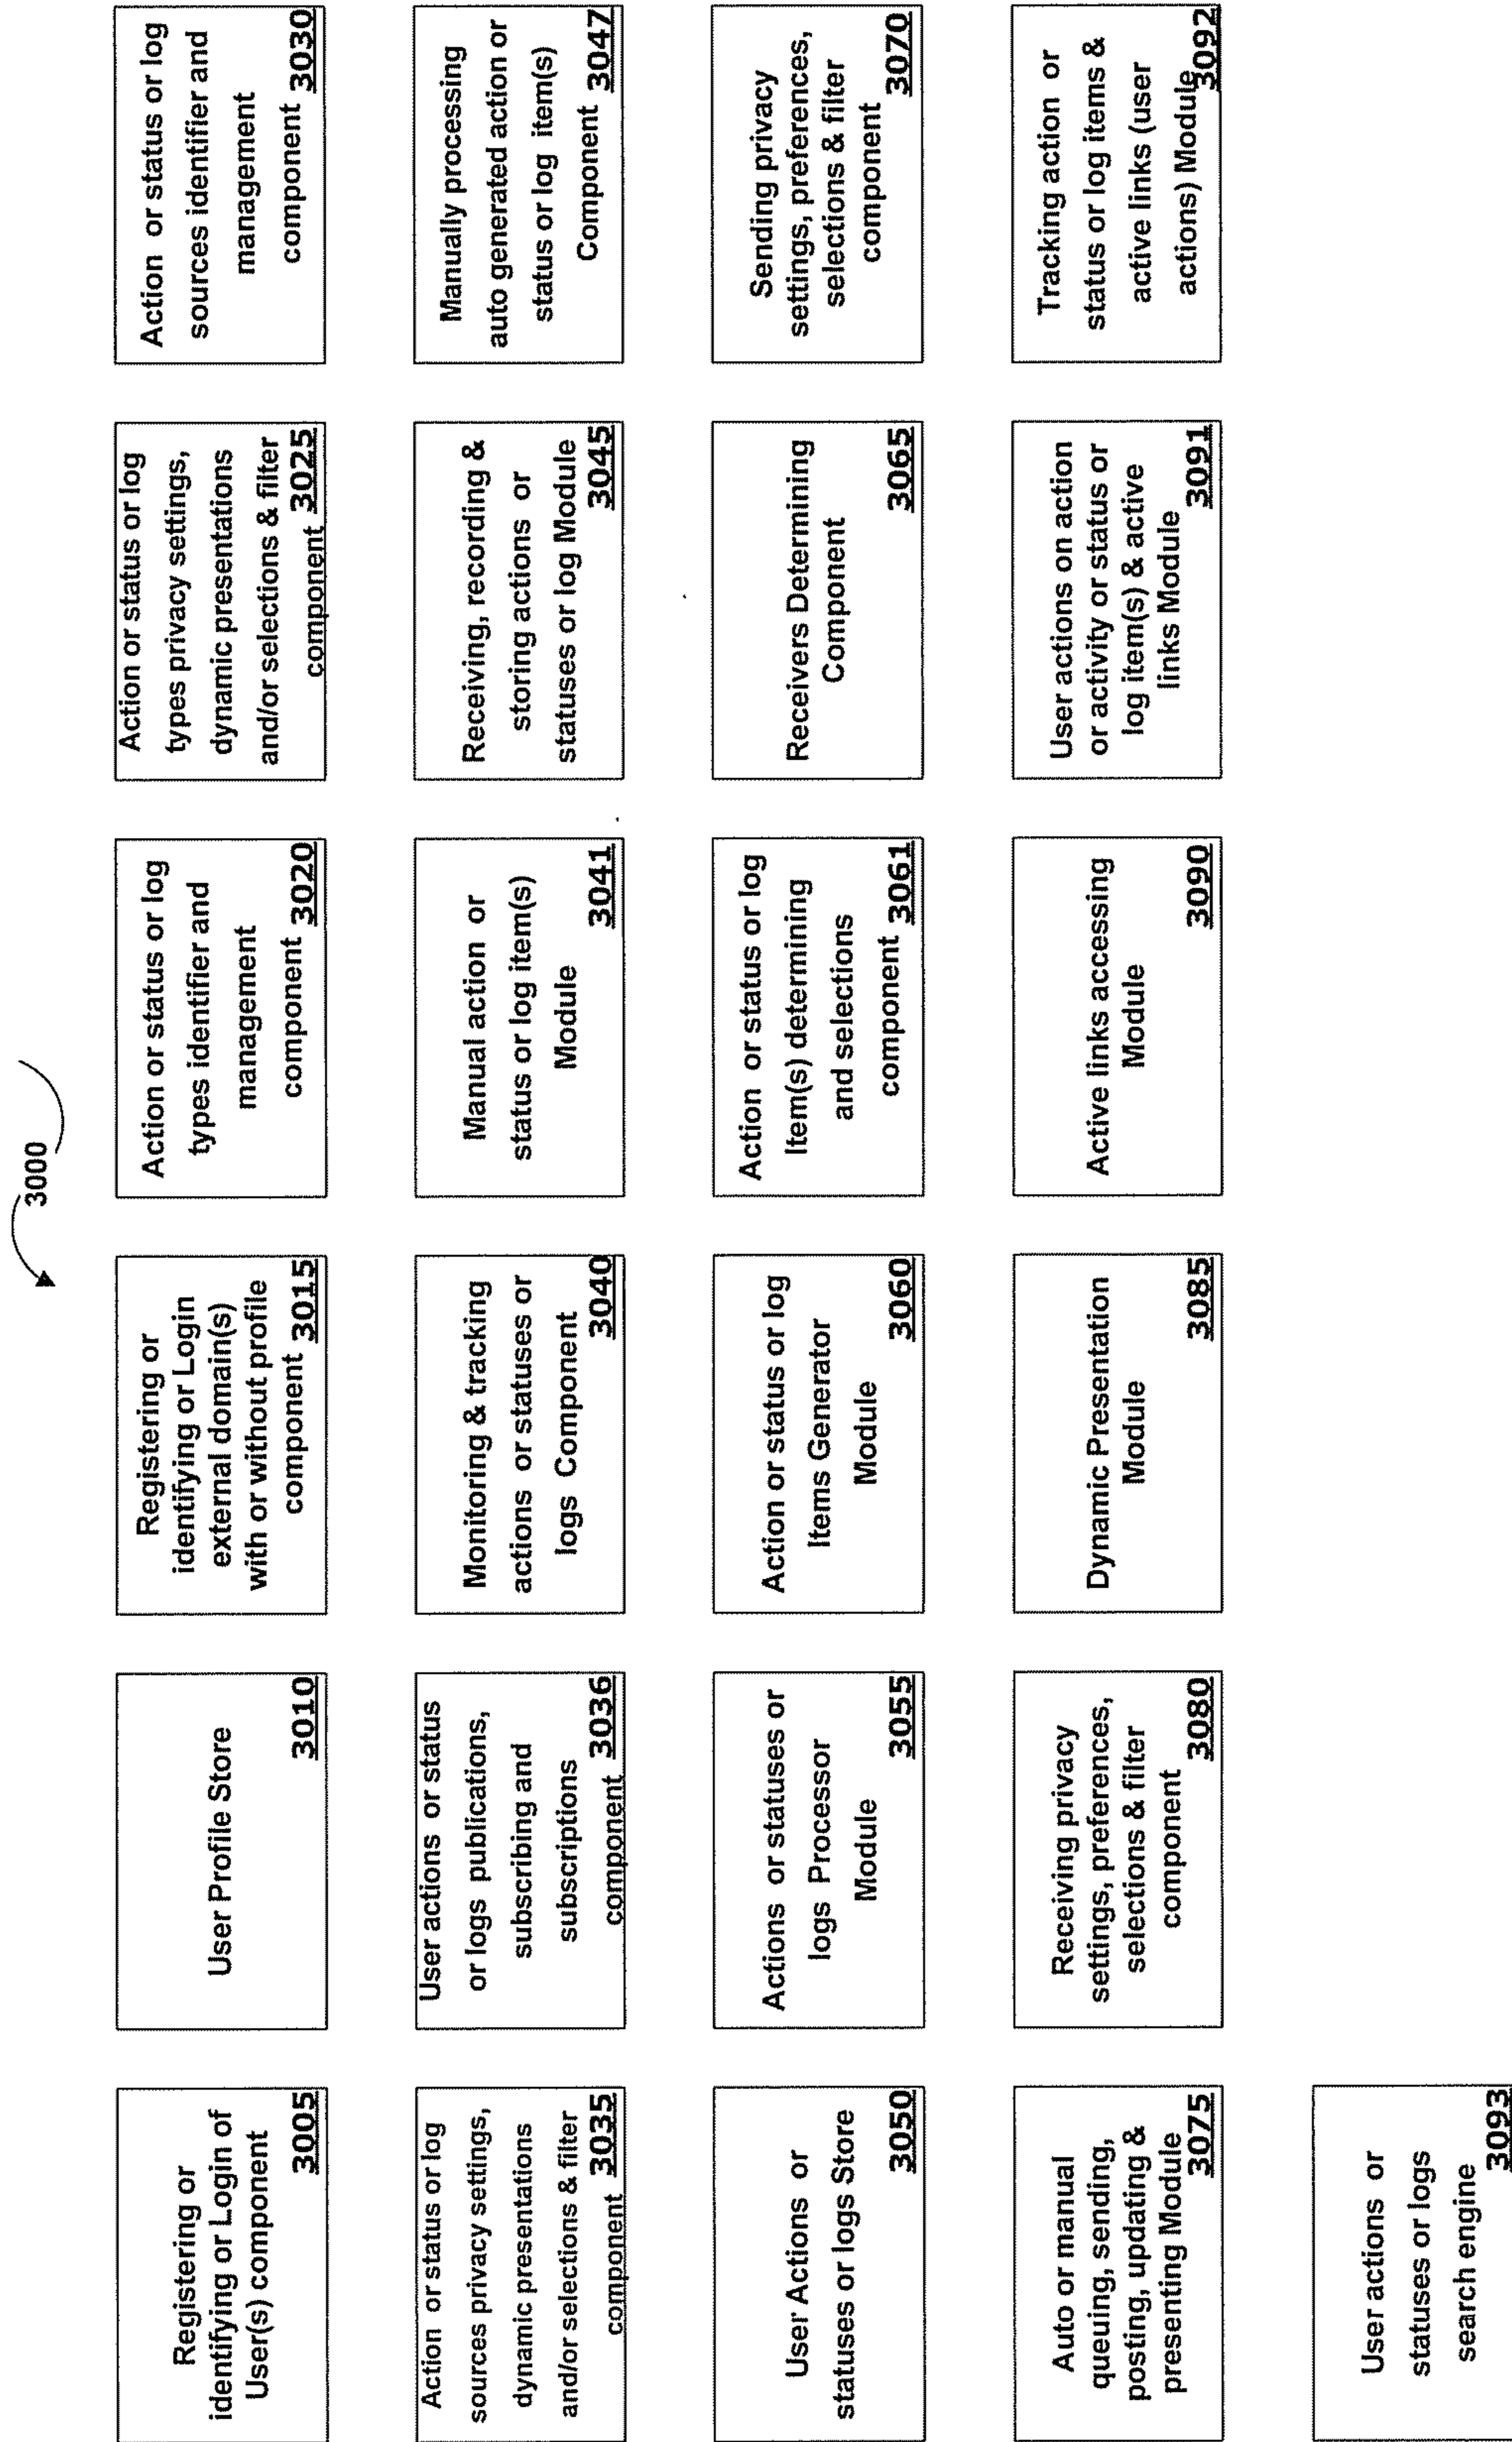 3000
Registering or
identifying or Login of
User(s) component
3005
User Profile Store
3010
Registering or
identifying or Login
external domain(s)
with or without profile
component 3015
Action or status or log
types identifier and
management
component 3020
Action or status or log
types privacy settings,
dynamic presentations
and/or selections & filter
component 3025
Action or status or log
sources identifier and
management
component 3030
Action or status or log
sources privacy settings,
dynamic presentations
and/or selections & filter
component 3035
User actions or status
or logs publications,
subscribing and
subscriptions
component 3036
Monitoring & tracking
actions or statuses or
logs Component
3040
Manual action or
status or log item(s)
Module
3041
Receiving, recording &
storing actions or
statuses or log Module
3045
Manually processing
auto generated action or
status or log item(s)
Component 3047
User Actions or
statuses or logs Store
3050
Actions or statuses or
logs Processor
Module
3055
Action or status or log
Items Generator
Module
3060
Action or status or log
Item(s) determining
and selections
component 3061
Receivers Determining
Component
3065
Sending privacy
settings, preferences,
selections & filter
component
3070
Auto or manual
queuing, sending,
posting, updating &
presenting Module
3075
Receiving privacy
settings, preferences,
selections & filter
component
3080
Dynamic Presentation
Module
3085
Active links accessing
Module
3090
User actions on action
or activity or status or
log item(s) & active
links Module
3091
Tracking action or
status or log items &
active links (user
actions) Module
3092
User actions or
statuses or logs
search engine
3093